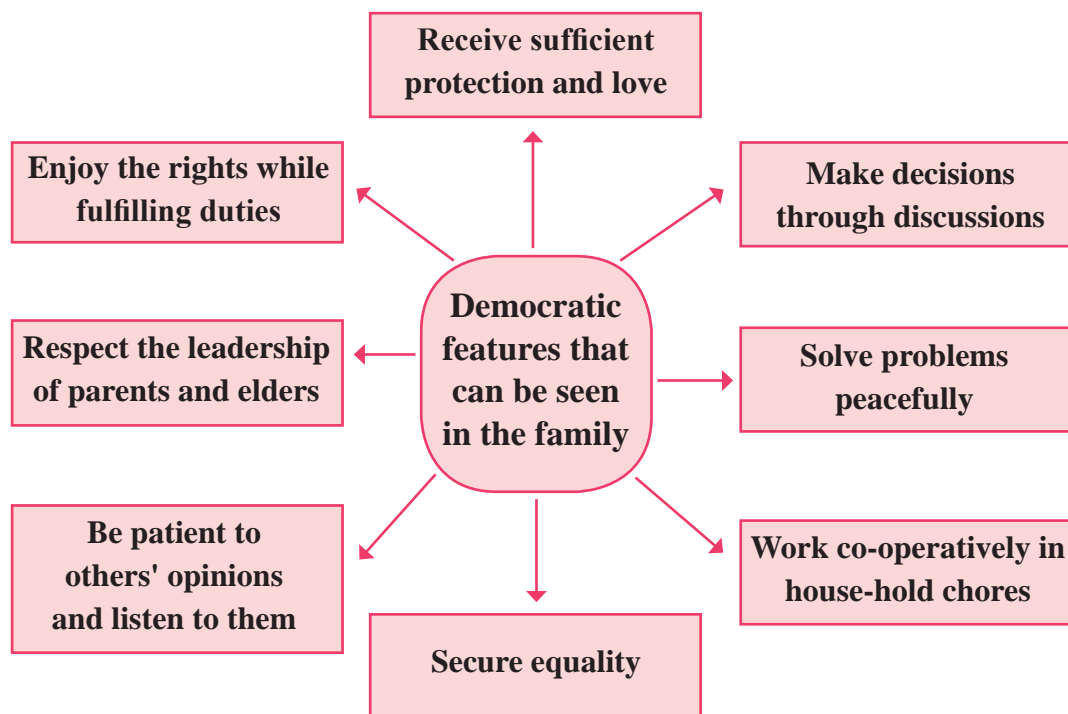 Receive sufficient
protection and love
Enjoy the rights while
fulfilling duties
Make decisions
through discussions
Democratic
features that
can be seen
in the family
Respect the leadership
of parents and elders
Solve problems
peacefully
Be patient to
others' opinions
and listen to them
Work co-operatively in
house-hold chores
Secure equality